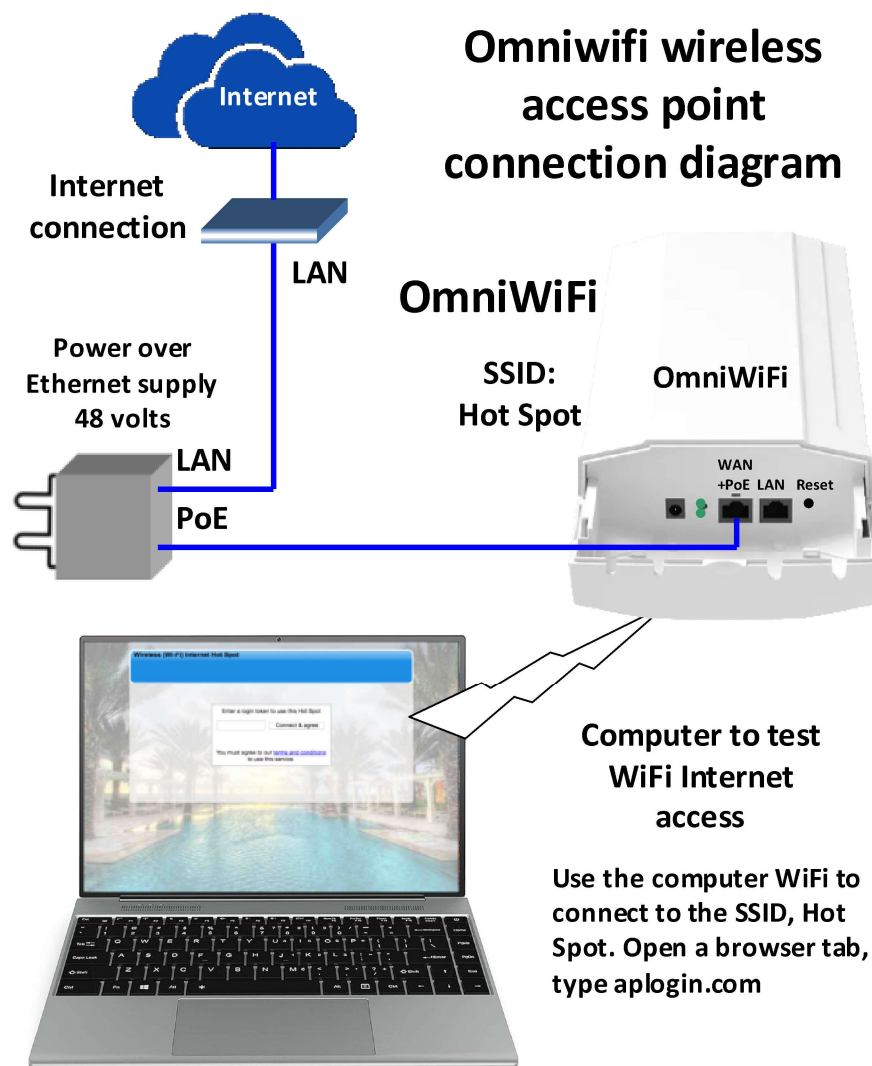 Omniwifi wireless
access point
connection diagram
Internet
Internet
connection
LAN
OmniWiFi
Power over
Ethernet supply
48 volts
SSID:
Hot Spot
OmniWiFi
LAN
PoE
WAN
+PoE LAN Reset
Wireless (Wi-Fi) Internet Hot Spot
Enter a login token to use this Hot Spot
Connect & agree
You must agree to our terms and conditions
to use this service
Computer to test
WiFi Internet
access
Use the computer WiFi to
connect to the SSID, Hot
Spot. Open a browser tab,
type aplogin.com